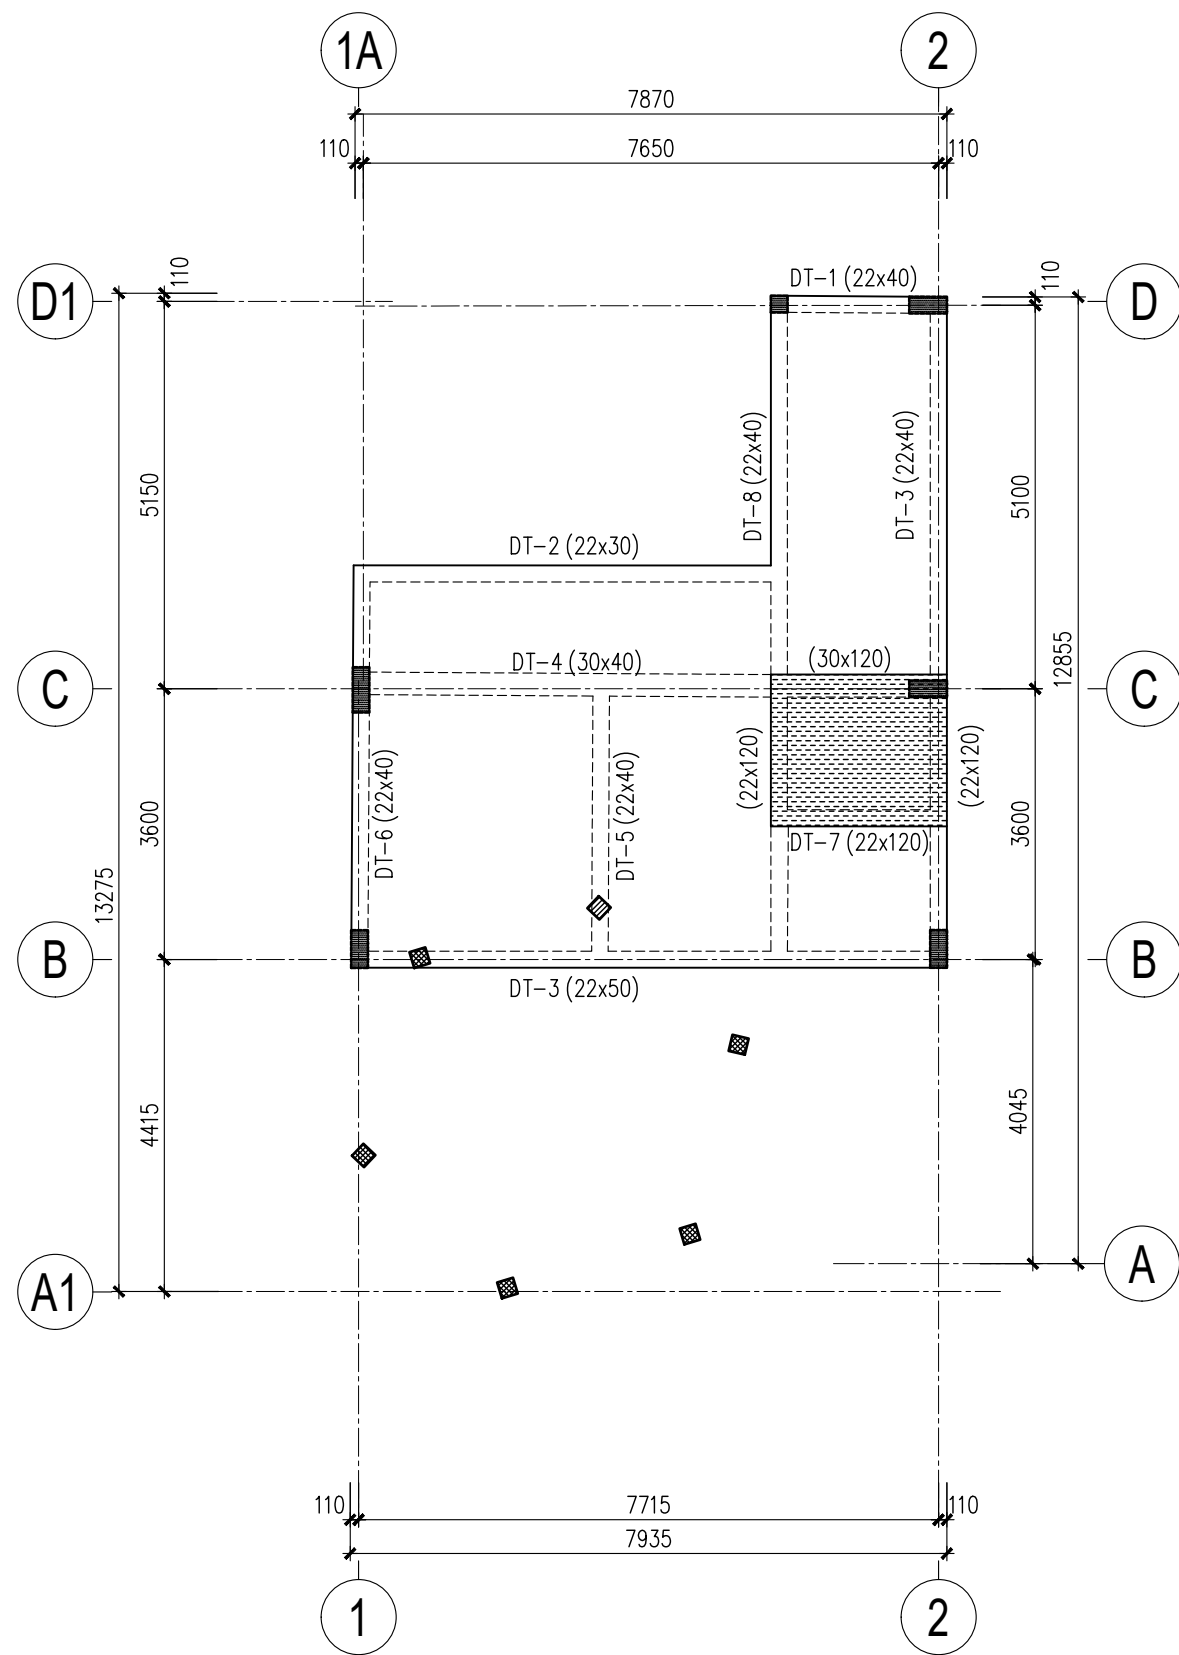 1A
2
7870
110
7650
110
110
DT-1 (22x40)
110
D1
D
DT-8 (22x40)
DT-3 (22x40)
5150
5100
DT-2 (22x30)
12855
DT-4 (30x40)
(30x120)
C
C
DT-6 (22x40)
DT-5 (22x40)
(22x120)
(22x120)
3600
3600
DT-7 (22x120)
13275
B
B
DT-3 (22x50)
4415
4045
A1
A
110
7715
110
7935
1
2